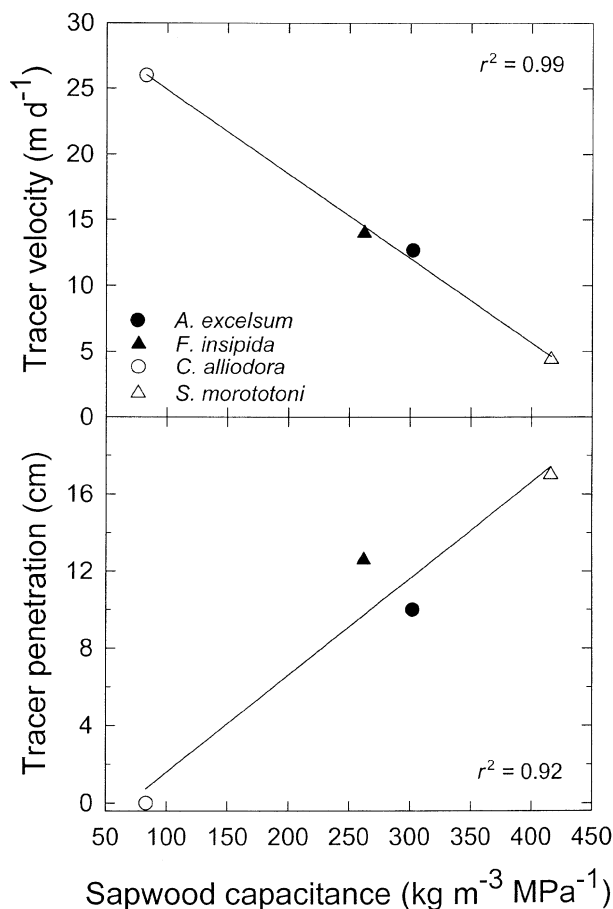 Tracer velocity (m d⁻¹)
30
25
20
15
10
5
0
r² = 0.99
A. excelsum
F. insipida
C. alliodora
S. morototoni
Tracer penetration (cm)
16
12
8
4
0
r² = 0.92
50 100 150 200 250 300 350 400 450
Sapwood capacitance (kg m⁻³ MPa⁻¹)